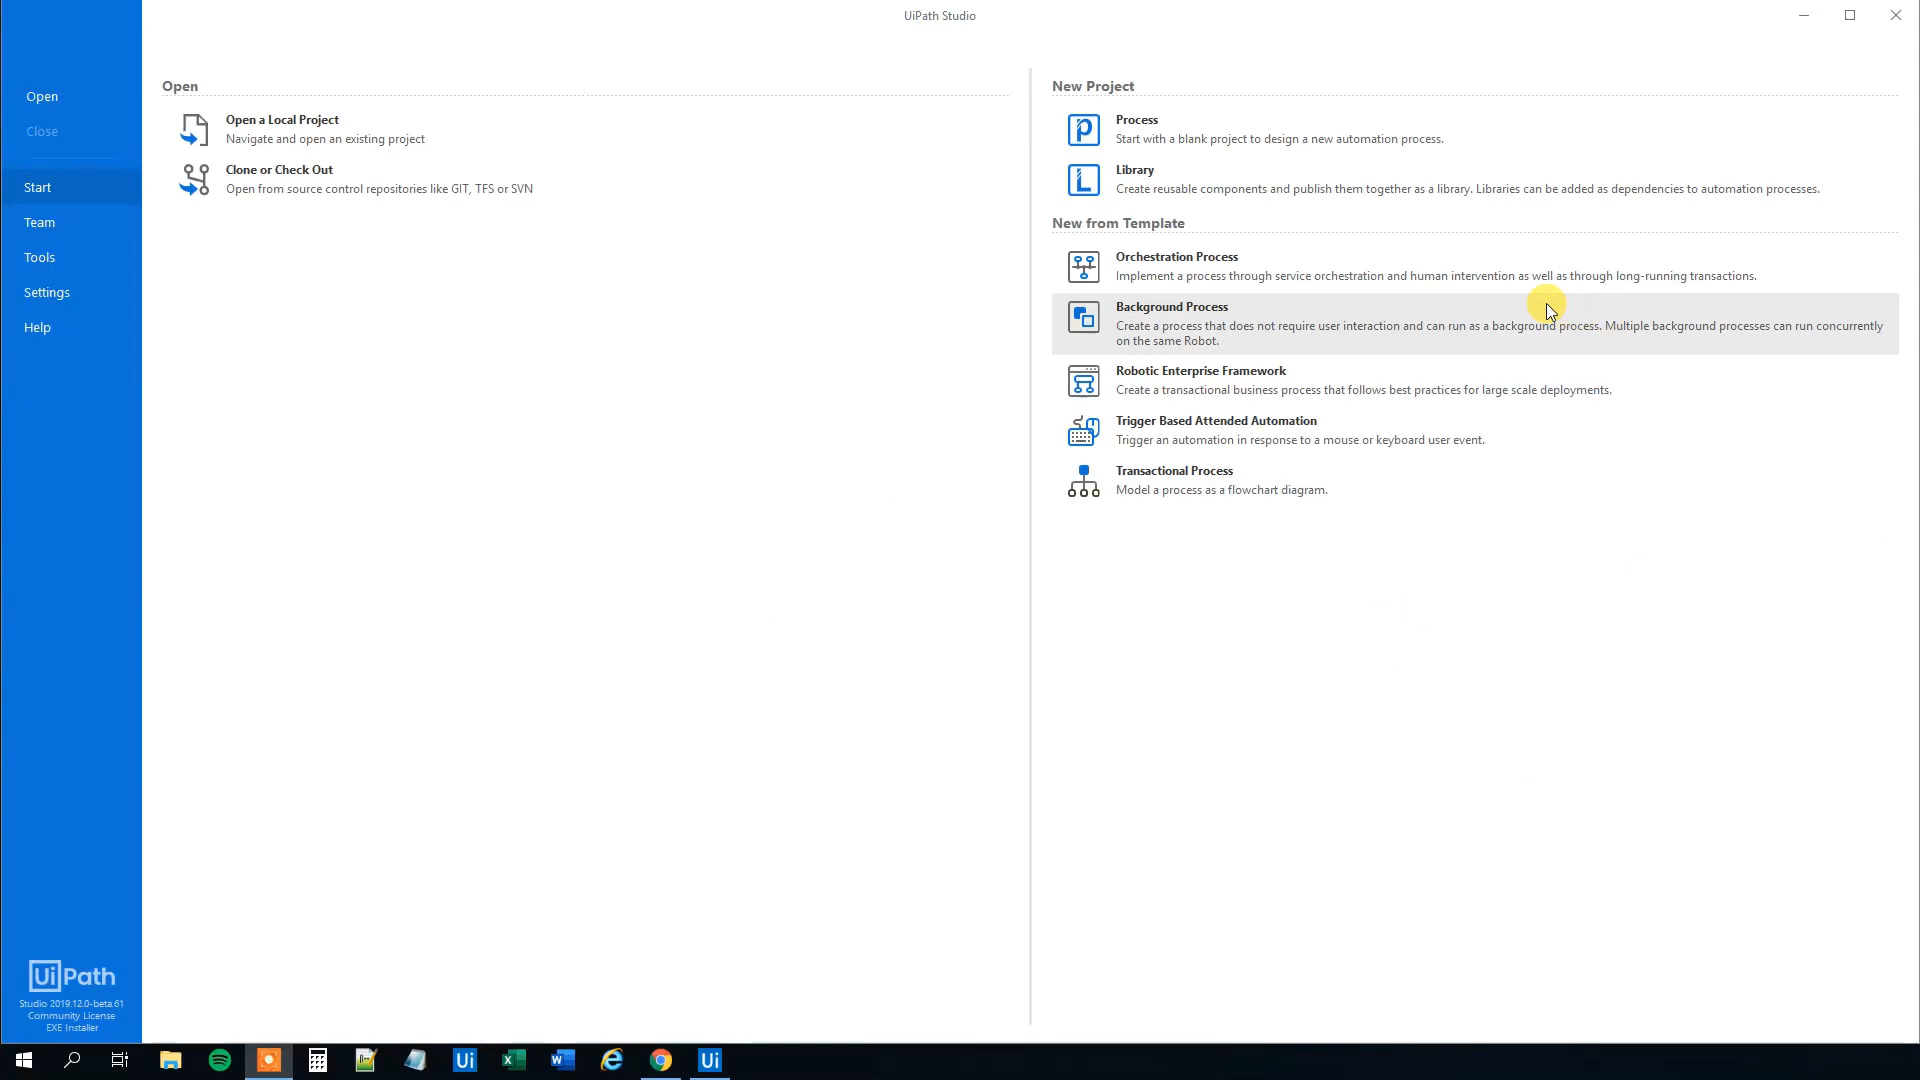 UiPath Studio
Open
Close
Start
Team
Tools
Settings
Help
Open
Open a Local Project
Navigate and open an existing project
Clone or Check Out
Open from source control repositories like GIT, TFS or SVN
New Project
Process
Start with a blank project to design a new automation process.
Library
Create reusable components and publish them together as a library. Libraries can be added as dependencies to automation processes.
New from Template
Orchestration Process
Implement a process through service orchestration and human intervention as well as through long-running transactions.
Background Process
Create a process that does not require user interaction and can run as a background process. Multiple background processes can run concurrently
on the same Robot.
Robotic Enterprise Framework
Create a transactional business process that follows best practices for large scale deployments.
Trigger Based Attended Automation
Trigger an automation in response to a mouse or keyboard user event.
Transactional Process
Model a process as a flowchart diagram.
UiPath
Studio 2019.12.0-beta.61
Community License
EXE Installer
Ui
Ui